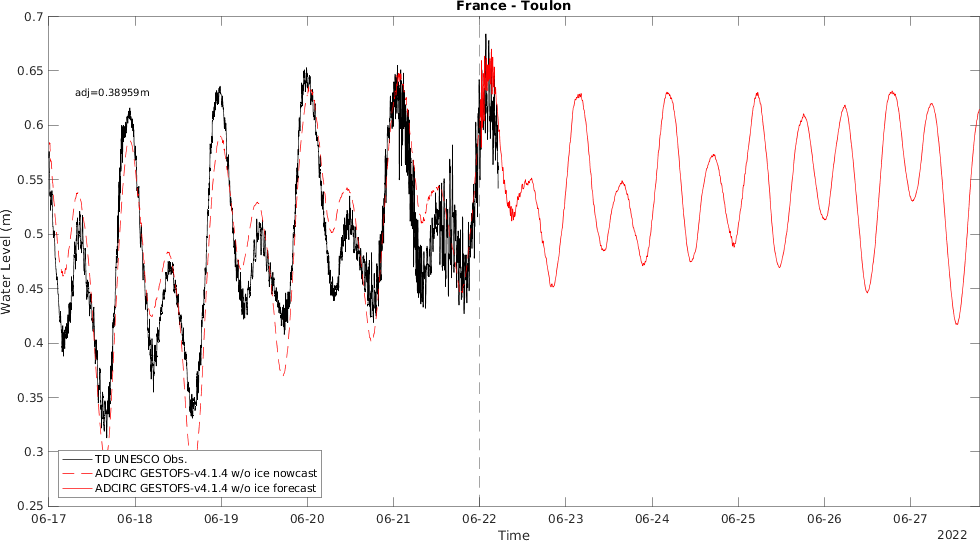 France - Toulon
0.7
0.65
0.6
0.55
0.5
0.45
0.4
0.35
0.3
0.25
Water Level (m)
adj=0.38959m
TD UNESCO Obs.
ADCIRC GESTOFS-v4.1.4 w/o ice nowcast
ADCIRC GESTOFS-v4.1.4 w/o ice forecast
06-17 06-18 06-19 06-20 06-21 06-22 06-23 06-24 06-25 06-26 06-27
Time
2022